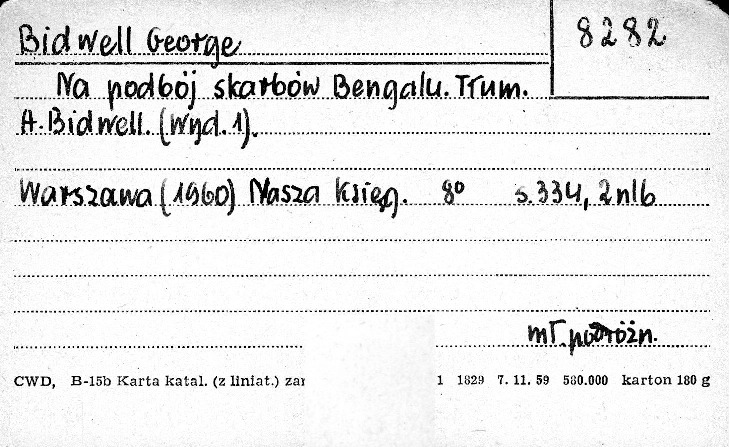 Bidwell George
8282
Na podbój skarbów Bengalu. Tłum.
A. Bidwell. (Wyd. 1).
Warszawa (1960) Nasza Księg. 8° s. 334, 2 nlb
mł. podróżn.
CWD, B-15b Karta katal. (z liniat.) zar
1 1829 7. 11. 59 580.000 karton 180 g